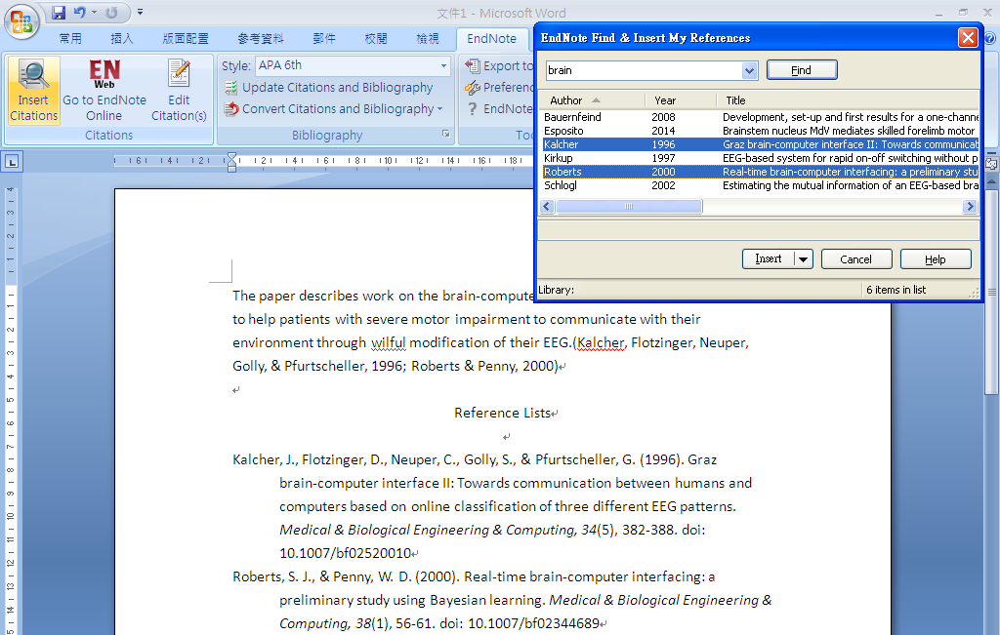 文件1 - Microsoft Word
常用 插入 版面配置 參考資料 郵件 校閱 檢視 EndNote
Insert Citations
EN Web
Go to EndNote Online
Edit Citation(s)
Citations
Style: APA 6th
Update Citations and Bibliography
Convert Citations and Bibliography
Bibliography
Export to
Preferenc
EndNote
Too
EndNote Find & Insert My References
brain
Find
Author Year Title
Bauernfeind 2008 Development, set-up and first results for a one-channe
Esposito 2014 Brainstem nucleus MdV mediates skilled forelimb motor
Kalcher 1996 Graz brain-computer interface II: Towards communicat
Kirkup 1997 EEG-based system for rapid on-off switching without p
Roberts 2000 Real-time brain-computer interfacing: a preliminary stu
Schlogl 2002 Estimating the mutual information of an EEG-based bra
Insert Cancel Help
Library: 6 items in list
The paper describes work on the brain-compute
to help patients with severe motor impairment to communicate with their
environment through wilful modification of their EEG.(Kalcher, Flotzinger, Neuper,
Golly, & Pfurtscheller, 1996; Roberts & Penny, 2000)
Reference Lists
Kalcher, J., Flotzinger, D., Neuper, C., Golly, S., & Pfurtscheller, G. (1996). Graz
brain-computer interface II: Towards communication between humans and
computers based on online classification of three different EEG patterns.
Medical & Biological Engineering & Computing, 34(5), 382-388. doi:
10.1007/bf02520010
Roberts, S. J., & Penny, W. D. (2000). Real-time brain-computer interfacing: a
preliminary study using Bayesian learning. Medical & Biological Engineering &
Computing, 38(1), 56-61. doi: 10.1007/bf02344689